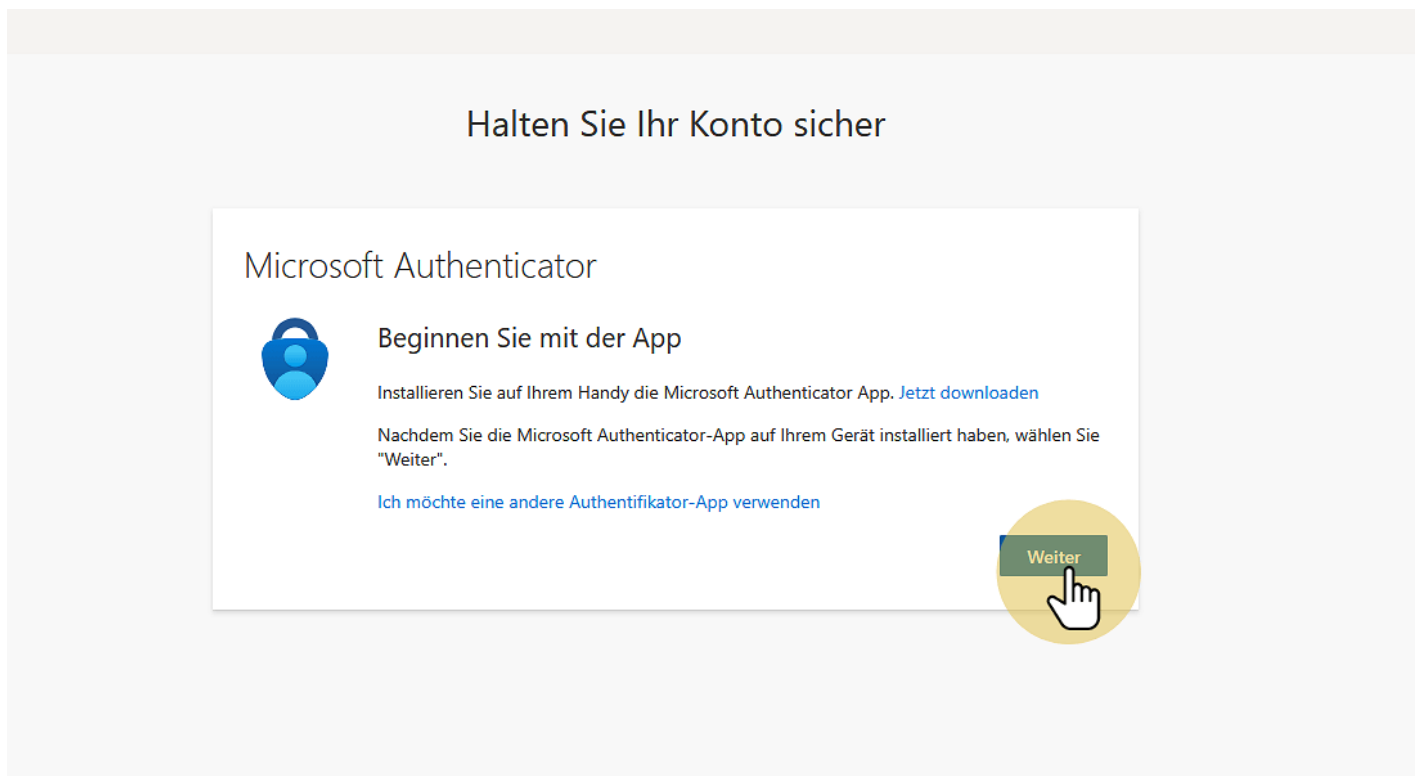 Halten Sie Ihr Konto sicher
Microsoft Authenticator
Beginnen Sie mit der App
Installieren Sie auf Ihrem Handy die Microsoft Authenticator App. Jetzt downloaden
Nachdem Sie die Microsoft Authenticator-App auf Ihrem Gerät installiert haben, wählen Sie
"Weiter".
Ich möchte eine andere Authentifikator-App verwenden
Weiter